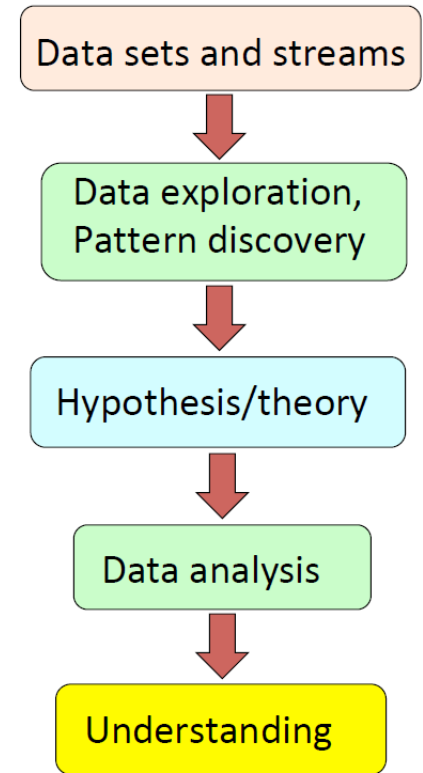 Data sets and streams
Data exploration,
Pattern discovery
Hypothesis/theory
Data analysis
Understanding